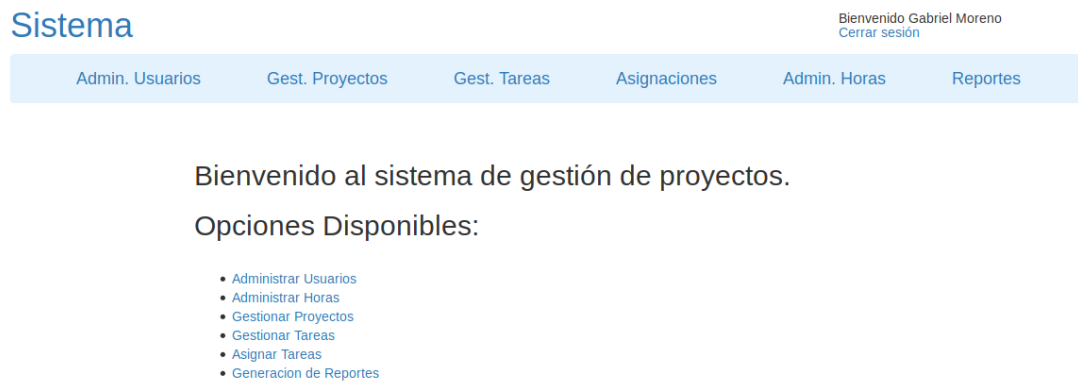 Sistema
Bienvenido Gabriel Moreno
Cerrar sesión
Admin. Usuarios Gest. Proyectos Gest. Tareas Asignaciones Admin. Horas Reportes
Bienvenido al sistema de gestión de proyectos.
Opciones Disponibles:
Administrar Usuarios
Administrar Horas
Gestionar Proyectos
Gestionar Tareas
Asignar Tareas
Generacion de Reportes